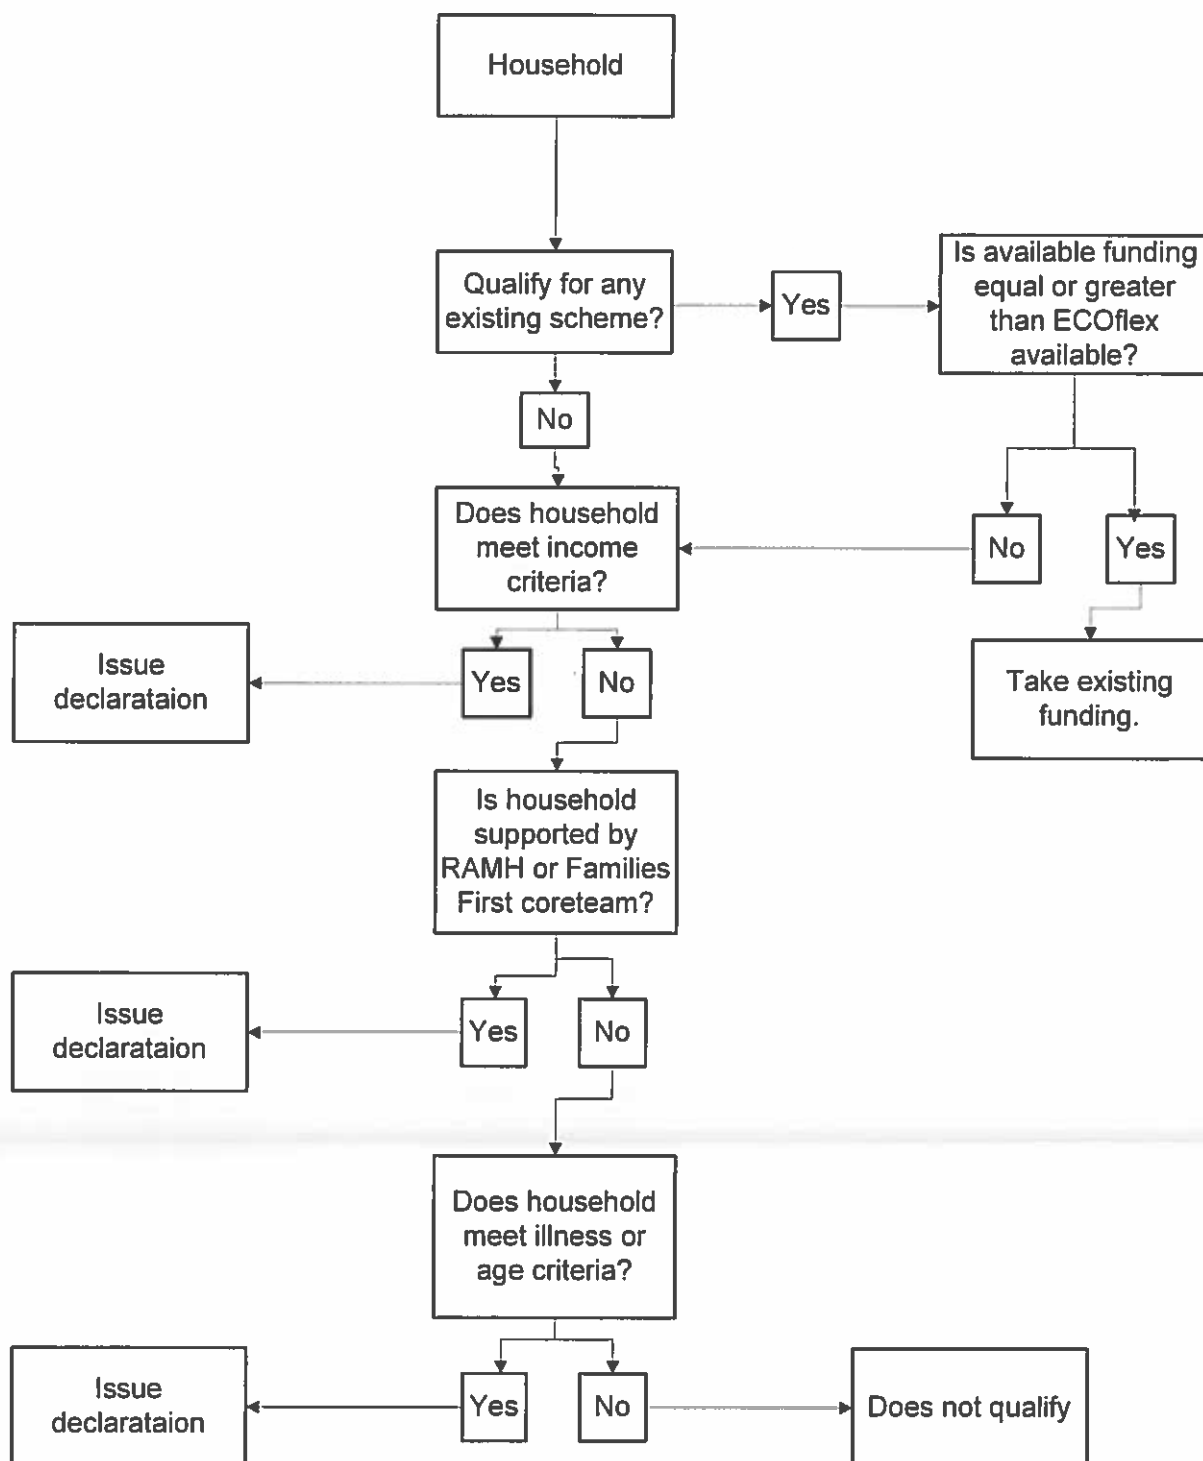 Household
Qualify for any
existing scheme?
Yes
Is available funding
equal or greater
than ECOflex
available?
No
Does household
meet income
criteria?
No
Yes
Issue
declarataion
Yes
No
Take existing
funding.
Is household
supported by
RAMH or Families
First coreteam?
Issue
declarataion
Yes
No
Does household
meet illness or
age criteria?
Issue
declarataion
Yes
No
Does not qualify